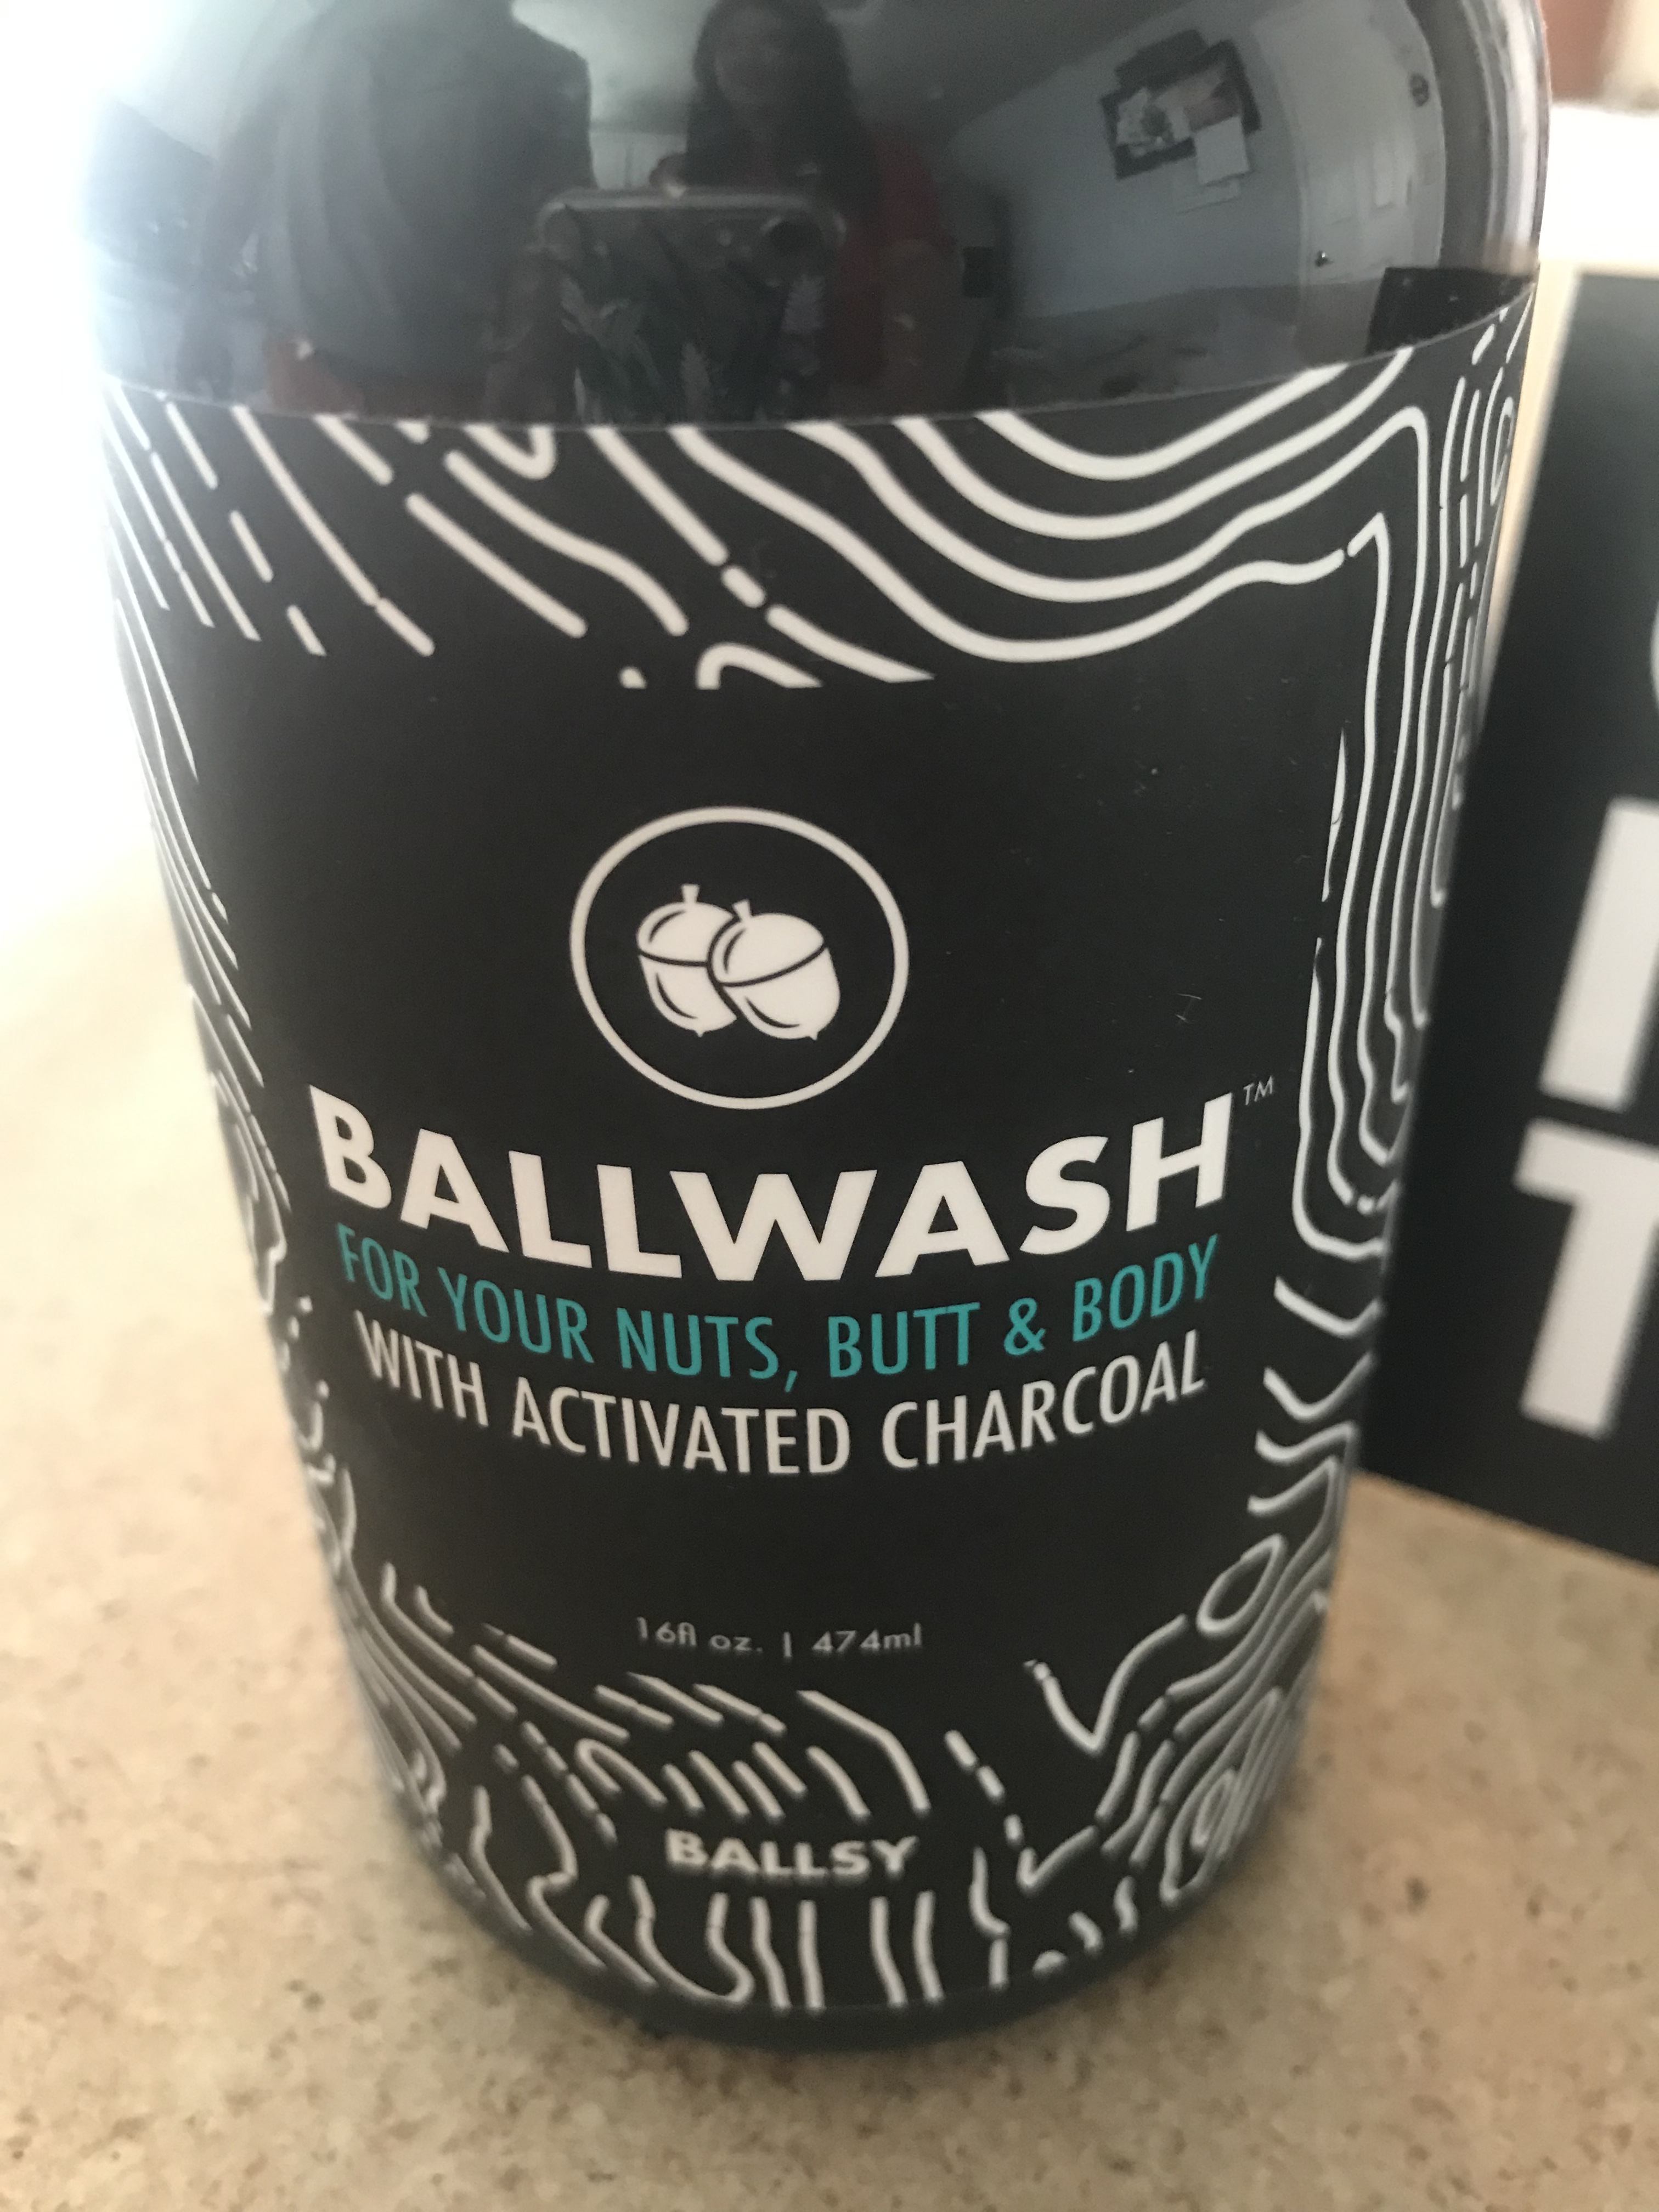 BALLWASH™
FOR YOUR NUTS, BUTT & BODY
WITH ACTIVATED CHARCOAL
16fl oz. | 474ml
BALLSY